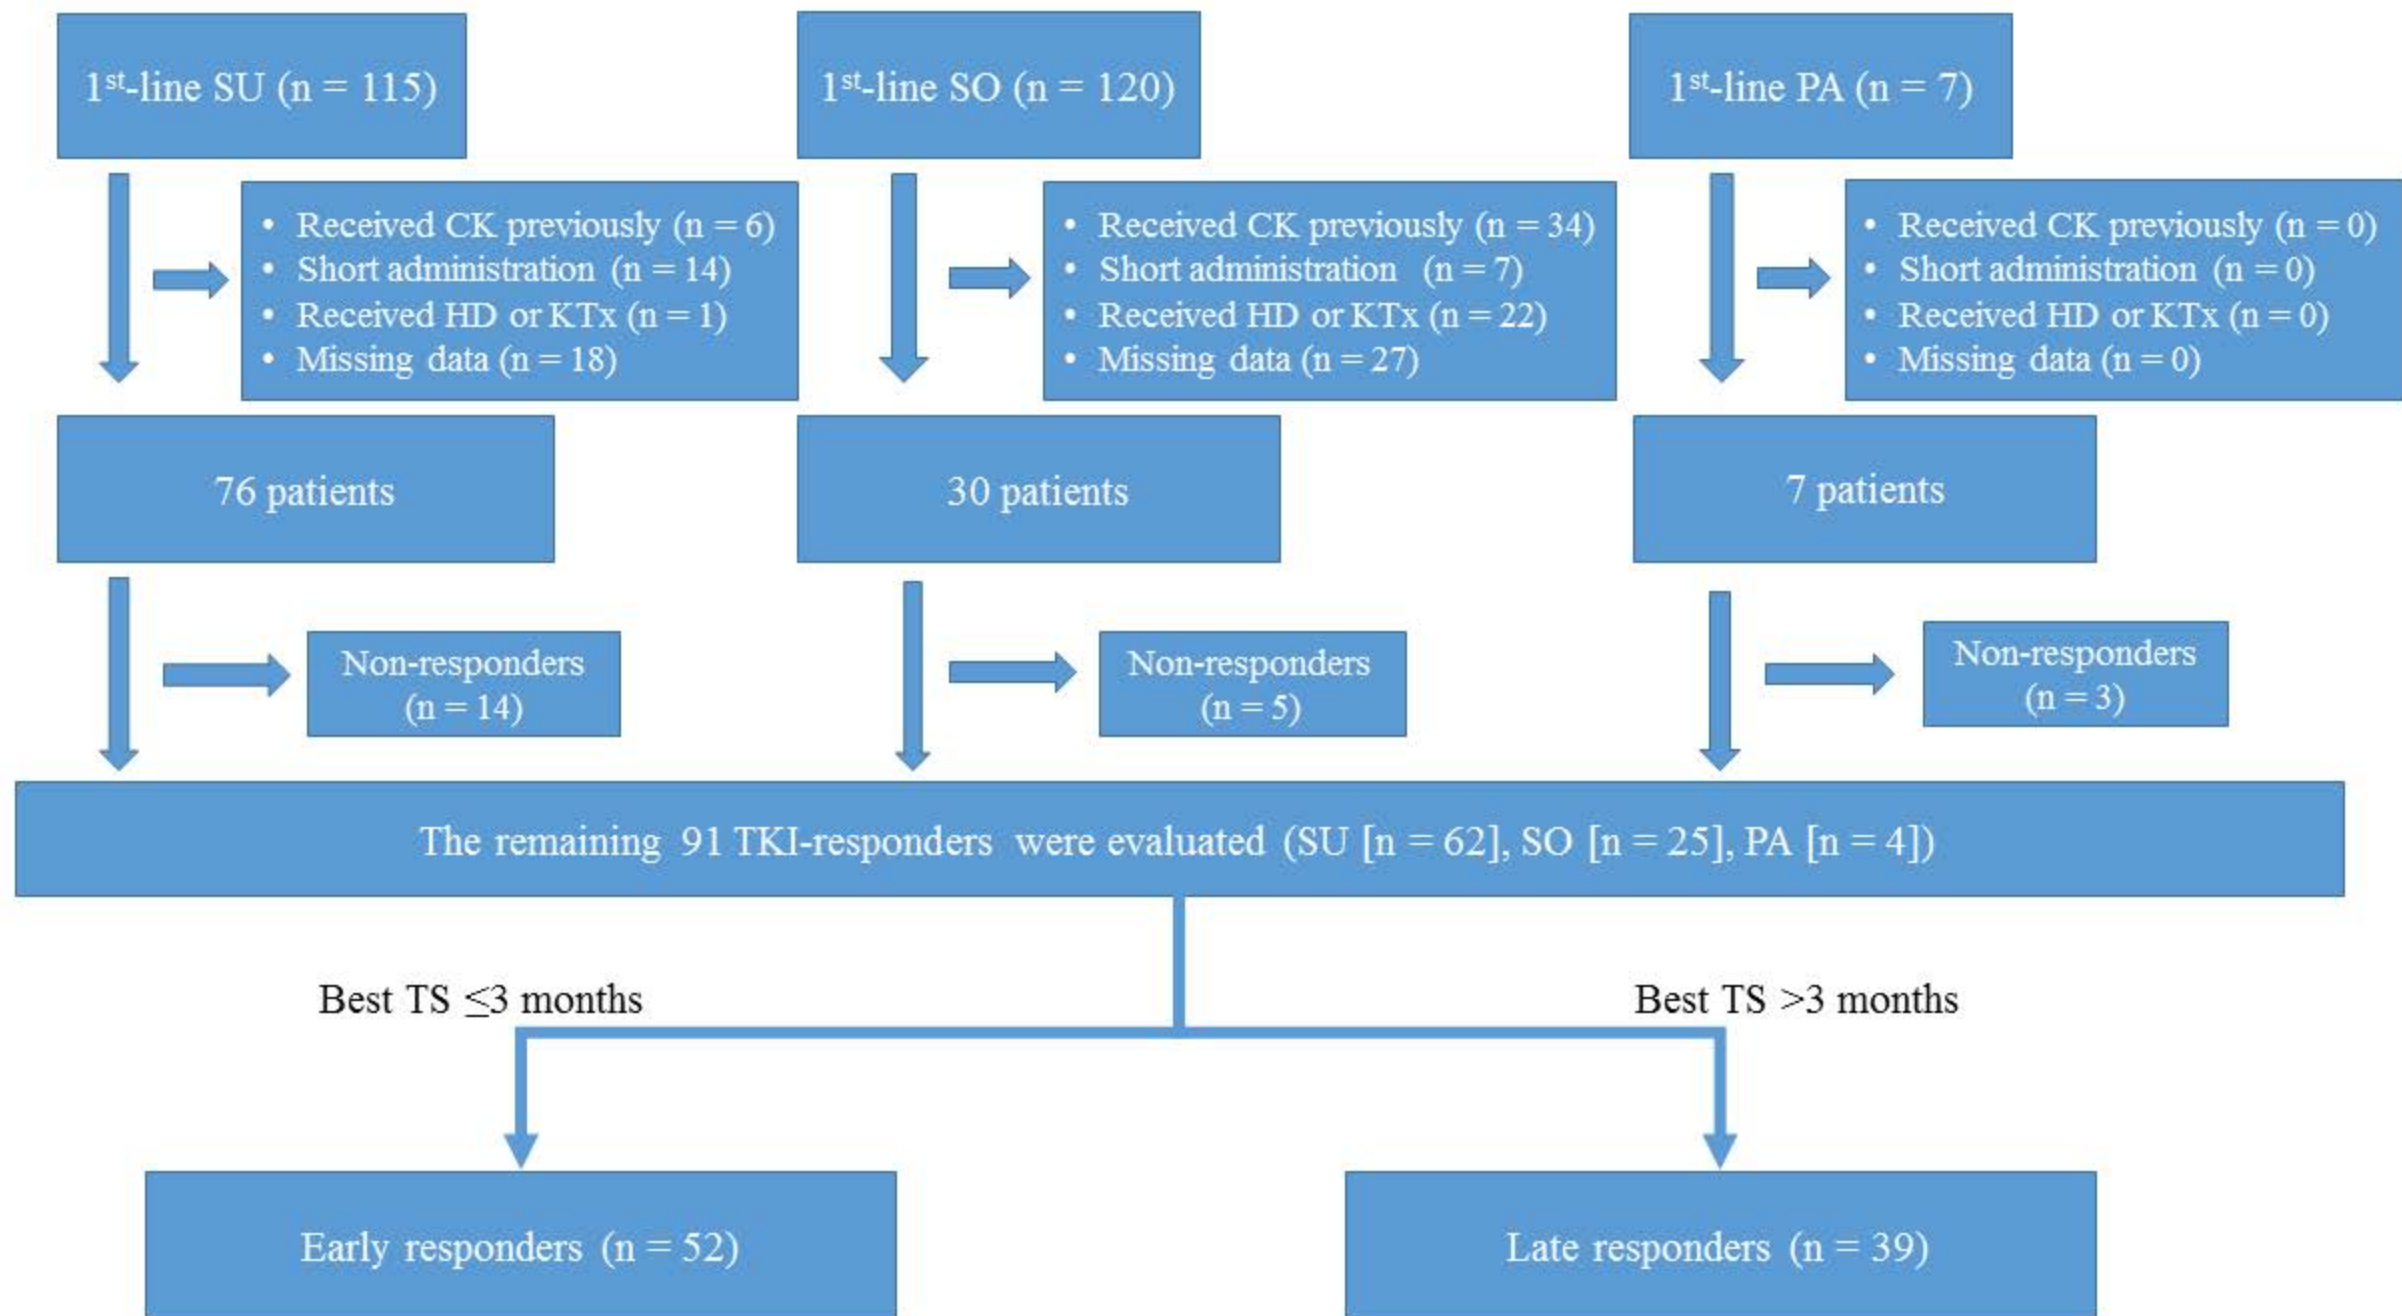 1st-line SU (n = 115)
1st-line SO (n = 120)
1st-line PA (n = 7)
• Received CK previously (n = 6)
• Short administration (n = 14)
• Received HD or KTx (n = 1)
• Missing data (n = 18)
• Received CK previously (n = 34)
• Short administration (n = 7)
• Received HD or KTx (n = 22)
• Missing data (n = 27)
• Received CK previously (n = 0)
• Short administration (n = 0)
• Received HD or KTx (n = 0)
• Missing data (n = 0)
76 patients
30 patients
7 patients
Non-responders
(n = 14)
Non-responders
(n = 5)
Non-responders
(n = 3)
The remaining 91 TKI-responders were evaluated (SU [n = 62], SO [n = 25], PA [n = 4])
Best TS ≤3 months
Best TS >3 months
Early responders (n = 52)
Late responders (n = 39)